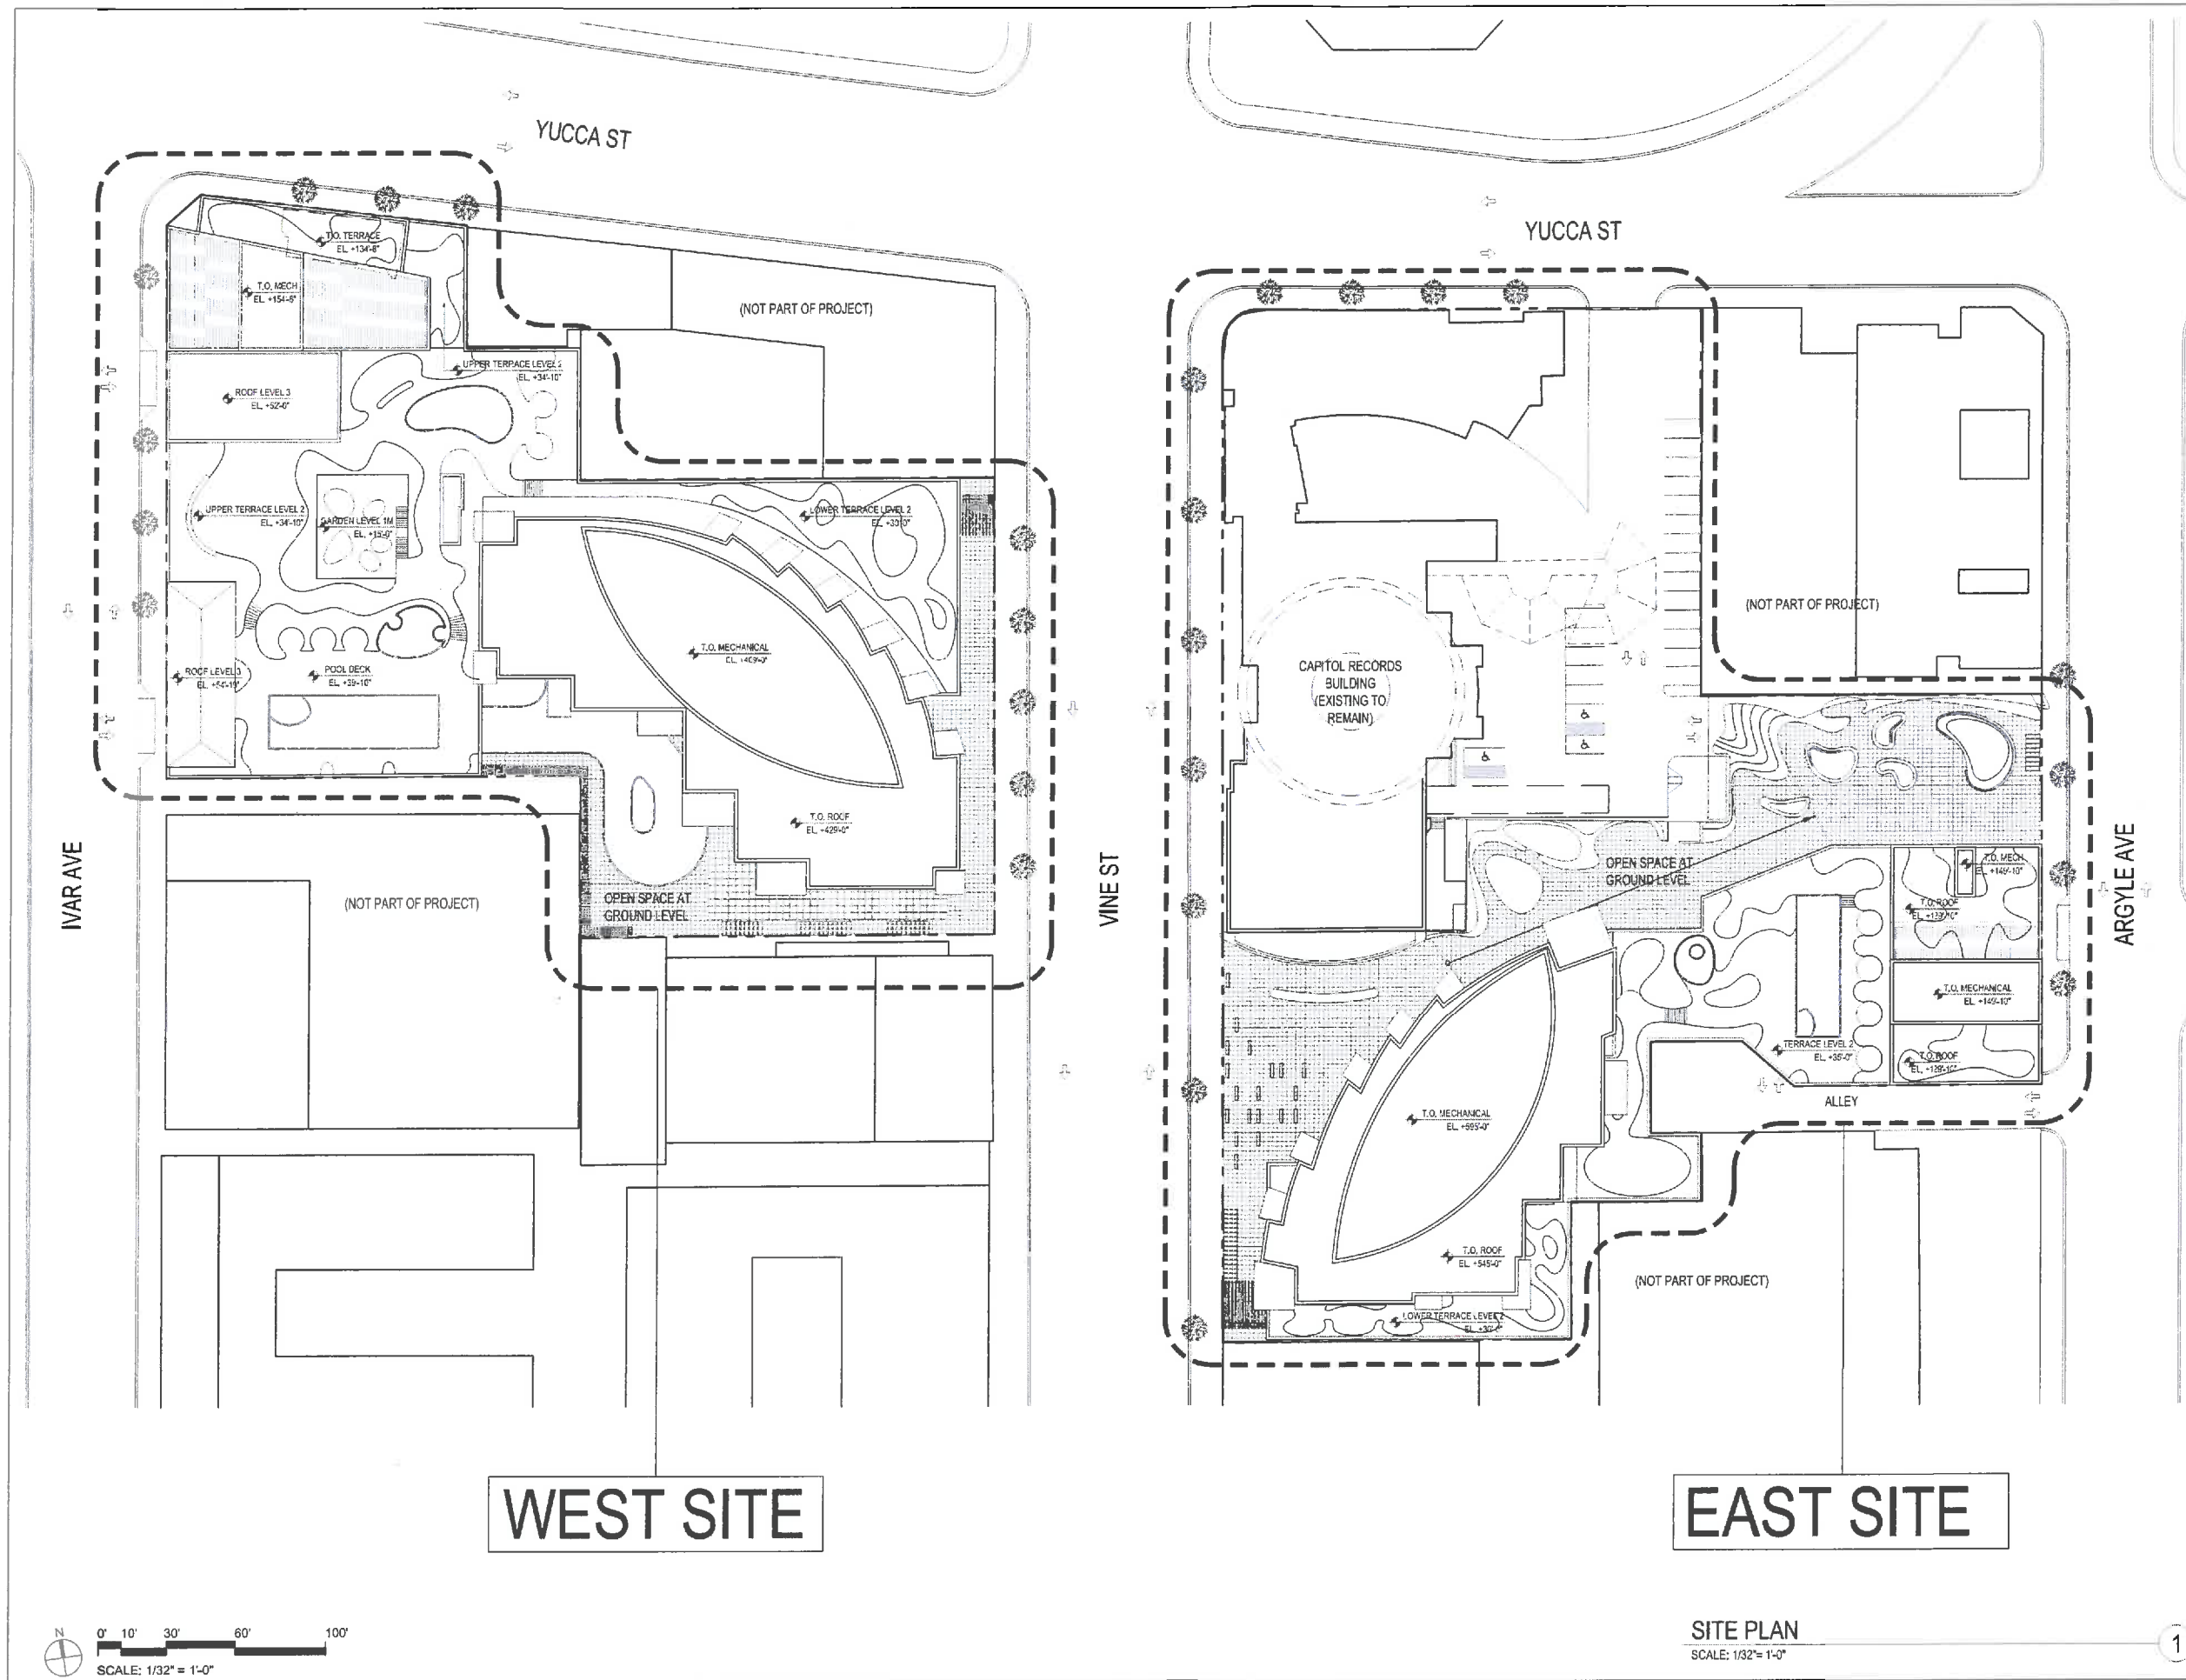 YUCCA ST
YUCCA ST
T.O. TERRACE
EL. +134'-8"
T.O. MECH
EL. +154'-8"
(NOT PART OF PROJECT)
UPPER TERRACE LEVEL 2
EL. +34'-10"
ROOF LEVEL 3
EL. +52'-0"
UPPER TERRACE LEVEL 2
EL. +34'-10"
GARDEN LEVEL 1M
EL. +15'-0"
LOWER TERRACE LEVEL 2
EL. +30'-0"
T.O. MECHANICAL
ROOF LEVEL 3
POOL DECK
EL. +39'-10"
T.O. ROOF
EL. +429'-0"
OPEN SPACE AT
GROUND LEVEL
(NOT PART OF PROJECT)
IVAR AVE
VINE ST
(NOT PART OF PROJECT)
CAPITOL RECORDS
BUILDING
(EXISTING TO
REMAIN)
OPEN SPACE AT
GROUND LEVEL
T.O. MECH
EL. +149'-10"
T.O. ROOF
T.O. MECHANICAL
EL. +149'-10"
TERRACE LEVEL 2
EL. +35'-0"
T.O. ROOF
EL. +129'-10"
ALLEY
ARGYLE AVE
T.O. MECHANICAL
EL. +595'-0"
T.O. ROOF
EL. +545'-0"
LOWER TERRACE LEVEL 2
(NOT PART OF PROJECT)
WEST SITE
EAST SITE
N
0' 10' 30' 60' 100'
SCALE: 1/32" = 1'-0"
SITE PLAN
SCALE: 1/32"= 1'-0"
1